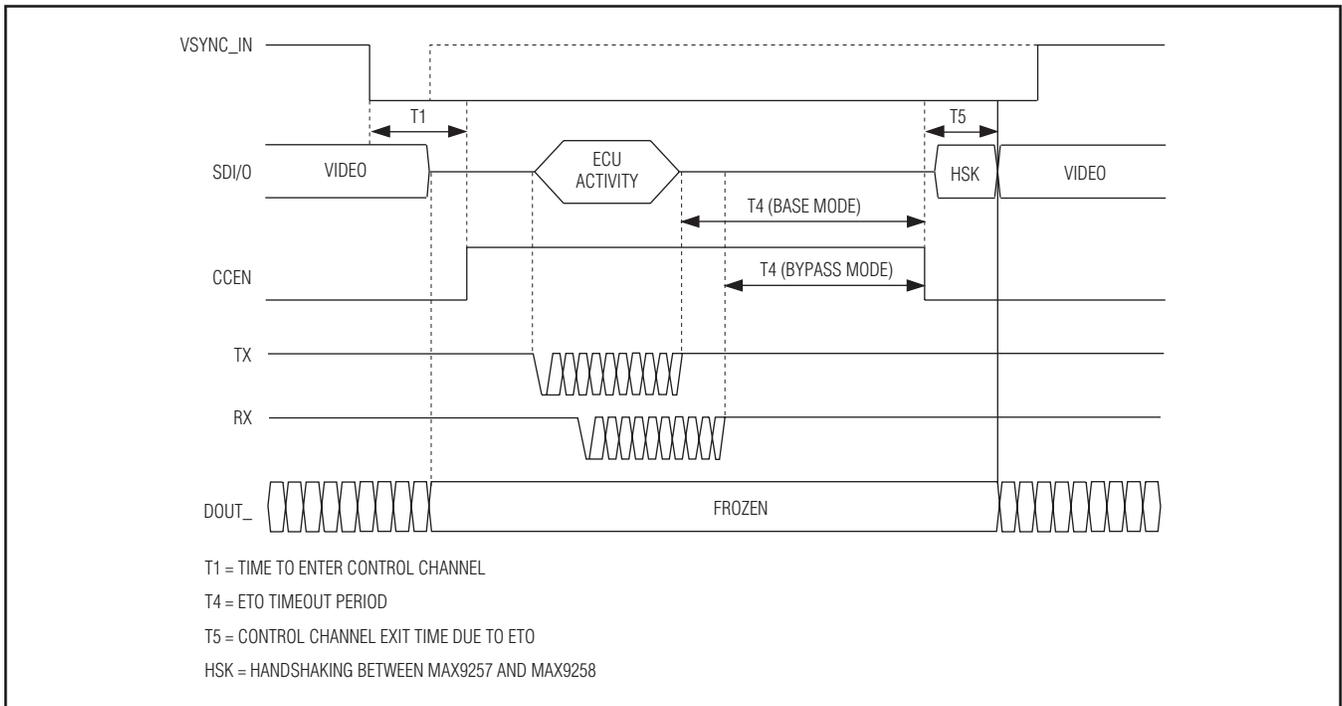 VSYNC_IN
T1
T5
SDI/O
VIDEO
ECU
ACTIVITY
HSK
VIDEO
T4 (BASE MODE)
CCEN
T4 (BYPASS MODE)
TX
RX
DOUT_
FROZEN
T1 = TIME TO ENTER CONTROL CHANNEL
T4 = ETO TIMEOUT PERIOD
T5 = CONTROL CHANNEL EXIT TIME DUE TO ETO
HSK = HANDSHAKING BETWEEN MAX9257 AND MAX9258